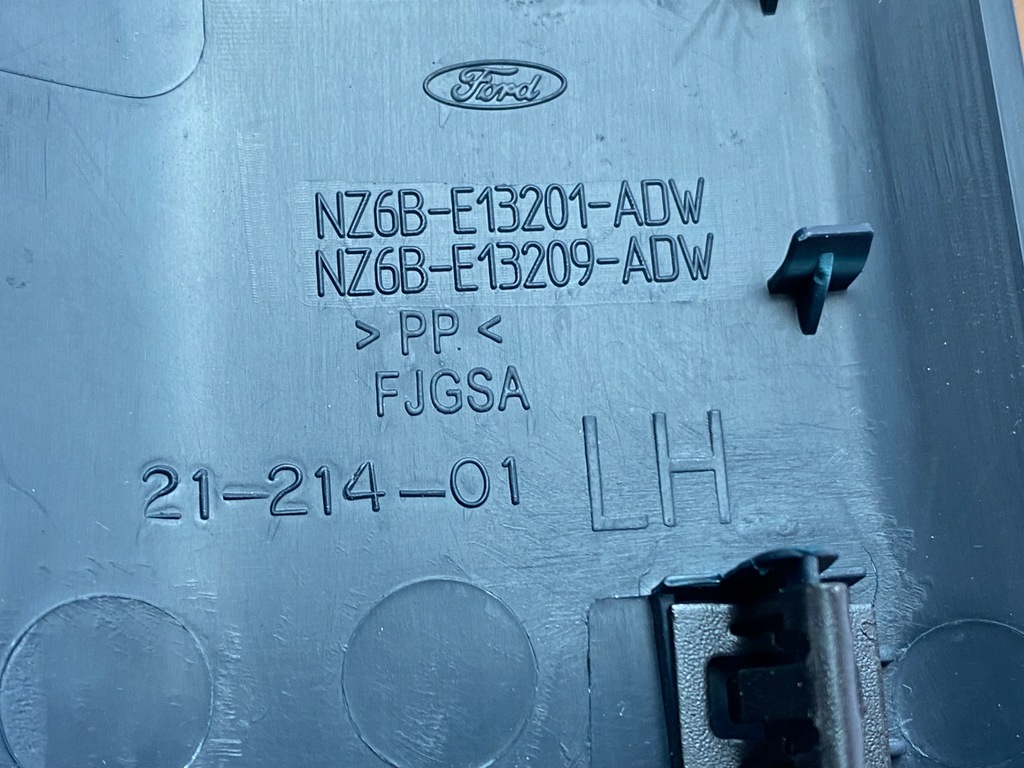 Ford
NZ6B-E13201-ADW
NZ6B-E13209-ADW
>PP<
FJGSA
21-214-01
LH